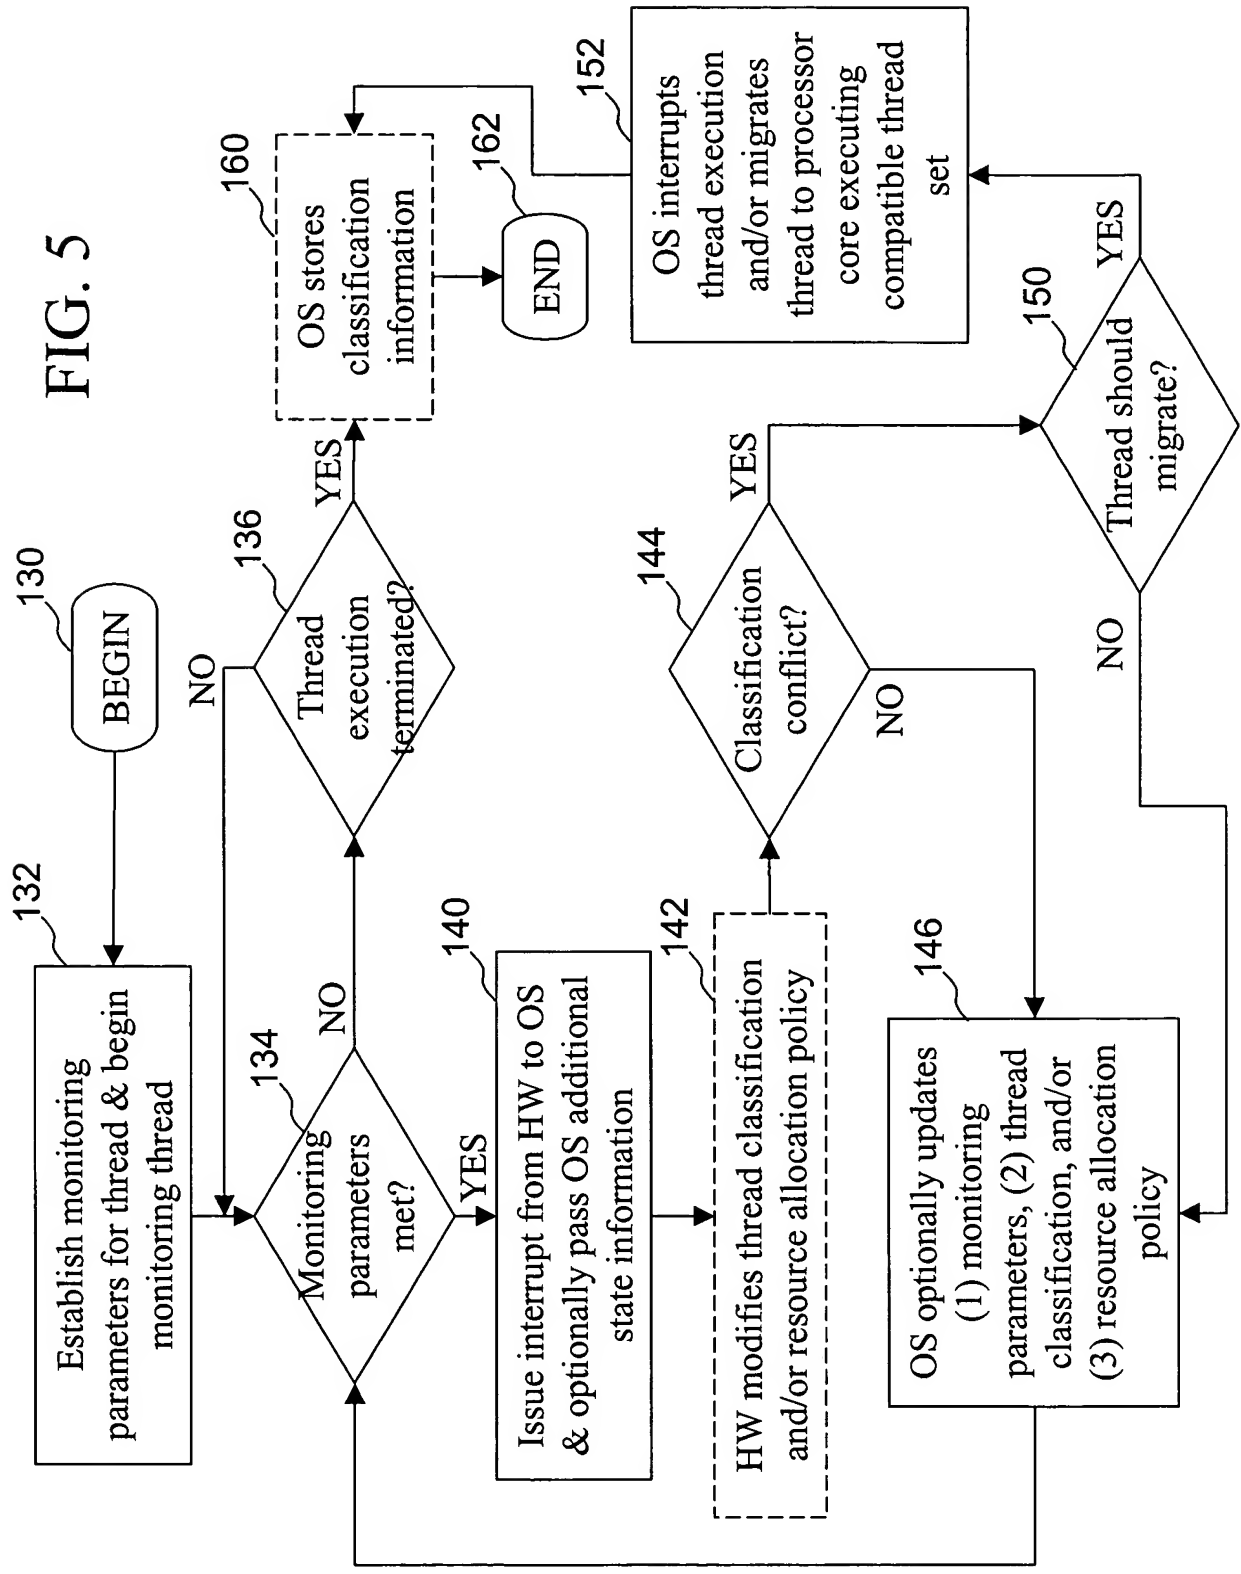 FIG. 5
130
BEGIN
132
Establish monitoring
parameters for thread & begin
monitoring thread
134
Monitoring
parameters
met?
NO
YES
136
Thread
execution
terminated?
NO
YES
160
OS stores
classification
information
162
END
140
Issue interrupt from HW to OS
& optionally pass OS additional
state information
142
HW modifies thread classification
and/or resource allocation policy
144
Classification
conflict?
YES
NO
146
OS optionally updates
(1) monitoring
parameters, (2) thread
classification, and/or
(3) resource allocation
policy
150
Thread should
migrate?
YES
NO
152
OS interrupts
thread execution
and/or migrates
thread to processor
core executing
compatible thread
set